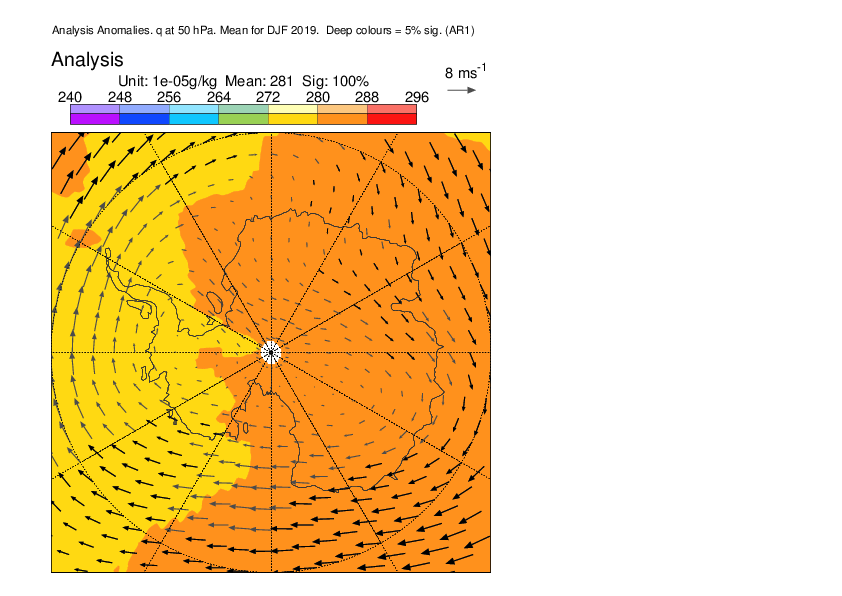 Analysis Anomalies. q at 50 hPa. Mean for DJF 2019.  Deep colours = 5% sig. (AR1)
Analysis
8 ms-1
Unit: 1e-05g/kg  Mean: 281  Sig: 100%
240 248 256 264 272 280 288 296